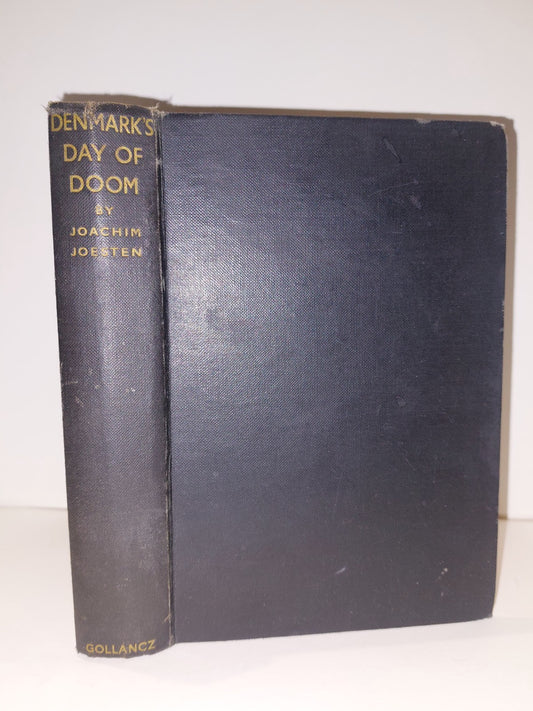 DENMARK'S
DAY OF
DOOM
BY
JOACHIM
JOESTEN
GOLLANCZ